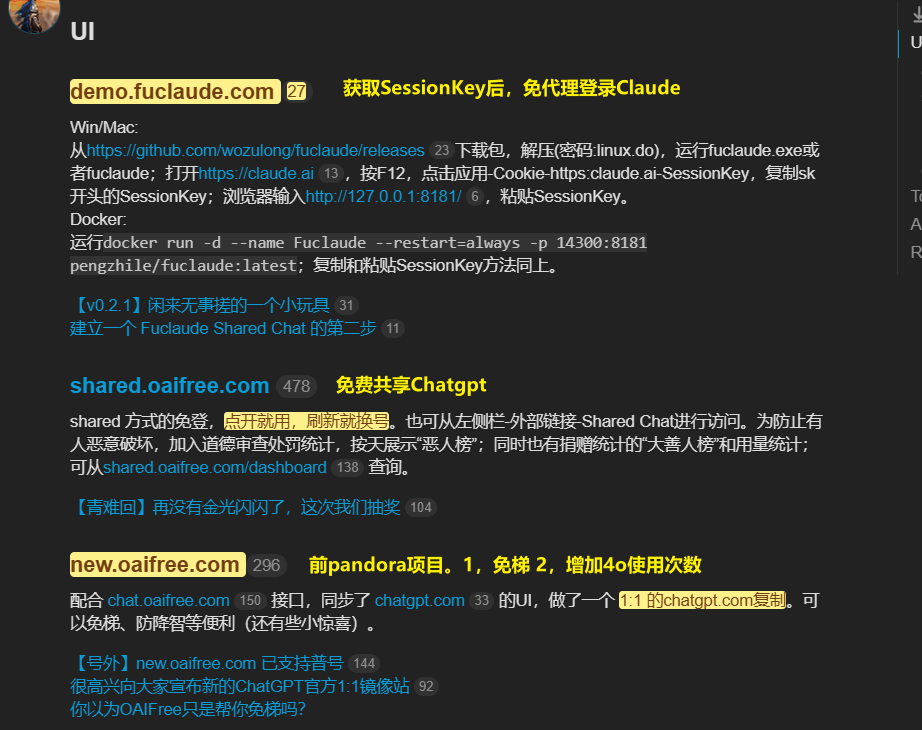 UI
demo.fuclaude.com 27 获取SessionKey后，免代理登录Claude
Win/Mac:
从https://github.com/wozulong/fuclaude/releases 23 下载包，解压(密码:linux.do)，运行fuclaude.exe或
者fuclaude；打开https://claude.ai 13 ，按F12，点击应用-Cookie-https:claude.ai-SessionKey，复制sk
开头的SessionKey；浏览器输入http://127.0.0.1:8181/ 6 ，粘贴SessionKey。
Docker:
运行docker run -d --name Fuclaude --restart=always -p 14300:8181
pengzhile/fuclaude:latest；复制和粘贴SessionKey方法同上。
【v0.2.1】闲来无事搓的一个小玩具 31
建立一个 Fuclaude Shared Chat 的第二步 11
shared.oaifree.com 478 免费共享Chatgpt
shared 方式的免登，点开就用，刷新就换号。也可从左侧栏-外部链接-Shared Chat进行访问。为防止有
人恶意破坏，加入道德审查处罚统计，按天展示“恶人榜”；同时也有捐赠统计的“大善人榜”和用量统计；
可从shared.oaifree.com/dashboard 138 查询。
【青难回】再没有金光闪闪了，这次我们抽奖 104
new.oaifree.com 296 前pandora项目。1，免梯 2，增加4o使用次数
配合 chat.oaifree.com 150 接口，同步了 chatgpt.com 33 的UI，做了一个 1:1 的chatgpt.com复制。可
以免梯、防降智等便利（还有些小惊喜）。
【号外】new.oaifree.com 已支持普号 144
很高兴向大家宣布新的ChatGPT官方1:1镜像站 92
你以为OAIFree只是帮你免梯吗？